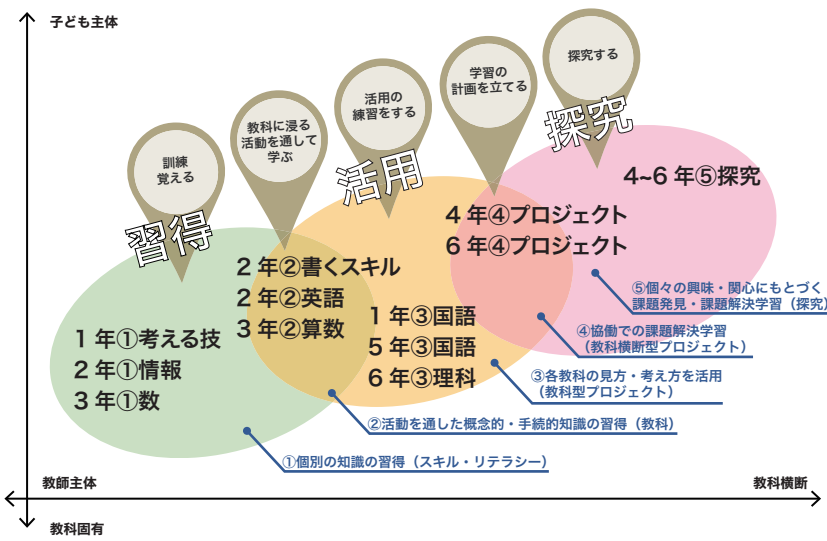 子ども主体
訓練
覚える
教科に浸る
活動を通して
学ぶ
活用の
練習をする
学習の
計画を立てる
探究する
習得
活用
探究
1 年①考える技
2 年①情報
3 年①数
2 年②書くスキル
2 年②英語
3 年②算数
1 年③国語
5 年③国語
6 年③理科
4 年④プロジェクト
6 年④プロジェクト
4~6 年⑤探究
⑤個々の興味・関心にもとづく
課題発見・課題解決学習（探究）
④協働での課題解決学習
（教科横断型プロジェクト）
③各教科の見方・考え方を活用
（教科型プロジェクト）
②活動を通した概念的・手続的知識の習得（教科）
①個別の知識の習得（スキル・リテラシー）
教師主体
教科横断
教科固有